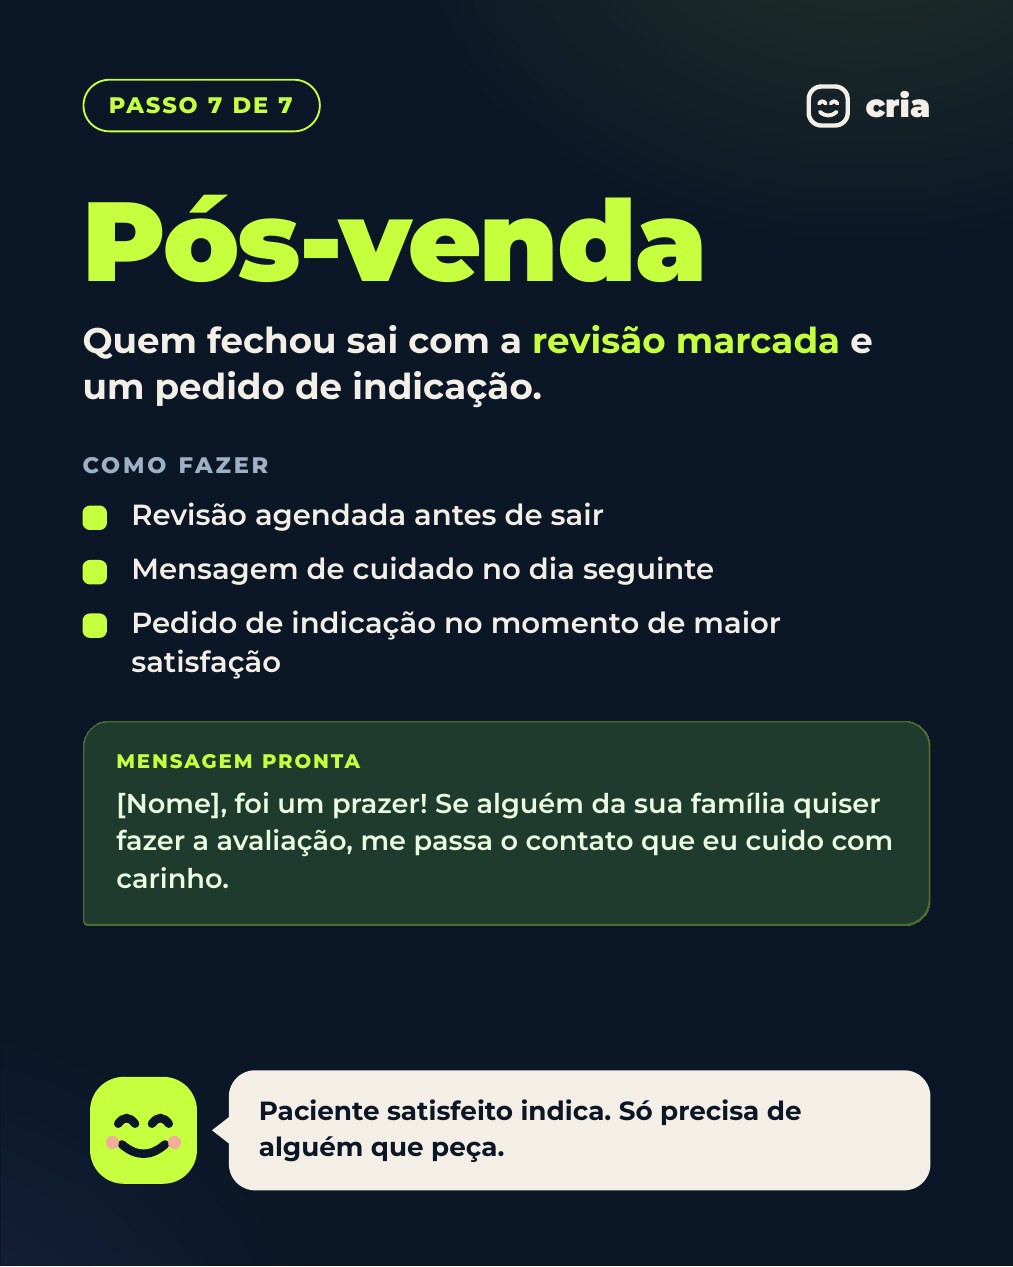 PASSO 7 DE 7
cria
Pós-venda
Quem fechou sai com a revisão marcada e
um pedido de indicação.
COMO FAZER
Revisão agendada antes de sair
Mensagem de cuidado no dia seguinte
Pedido de indicação no momento de maior
satisfação
MENSAGEM PRONTA
[Nome], foi um prazer! Se alguém da sua família quiser
fazer a avaliação, me passa o contato que eu cuido com
carinho.
Paciente satisfeito indica. Só precisa de
alguém que peça.